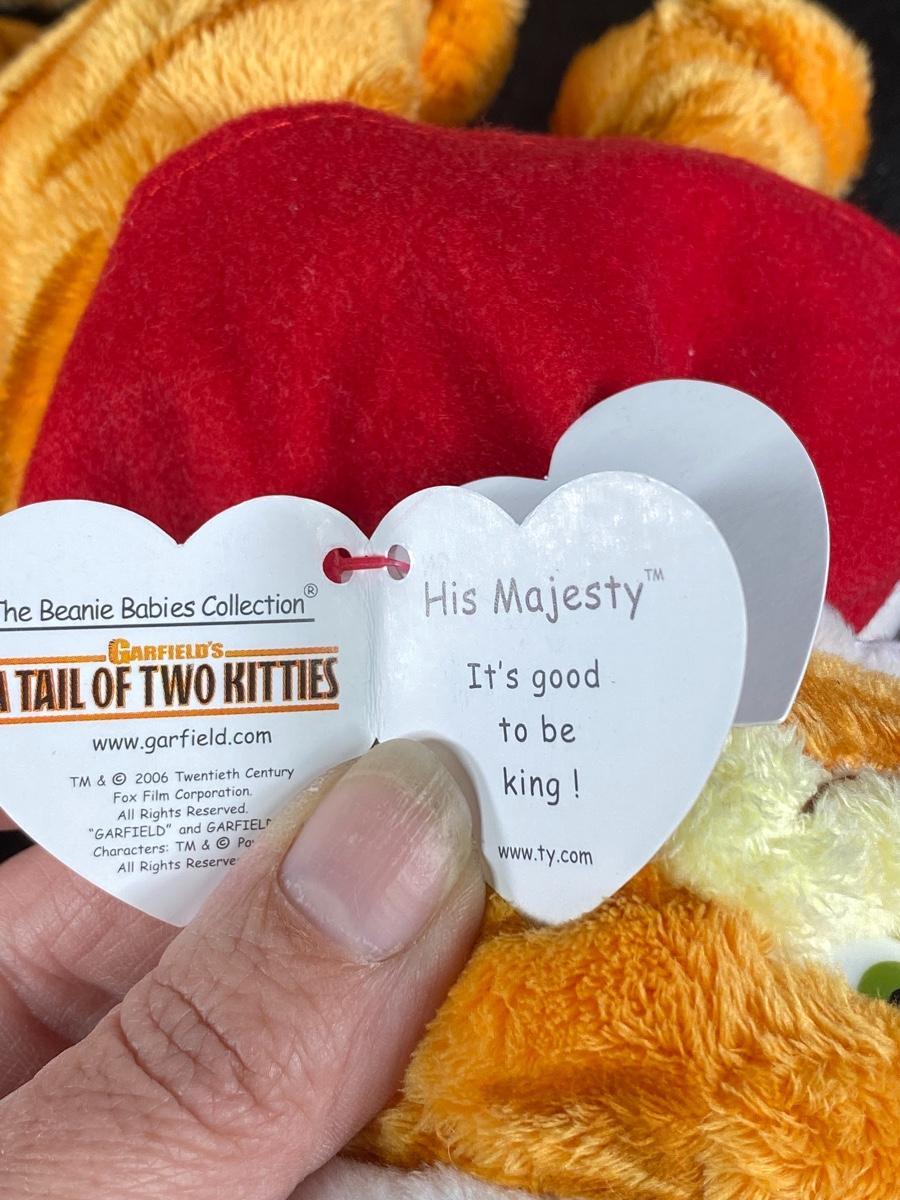 The Beanie Babies Collection®
GARFIELD'S
A TAIL OF TWO KITTIES
www.garfield.com
TM & © 2006 Twentieth Century
Fox Film Corporation.
All Rights Reserved.
"GARFIELD" and GARFIELD
Characters: TM & ©
All Rights Reserve
His Majesty™
It's good
to be
king !
www.ty.com